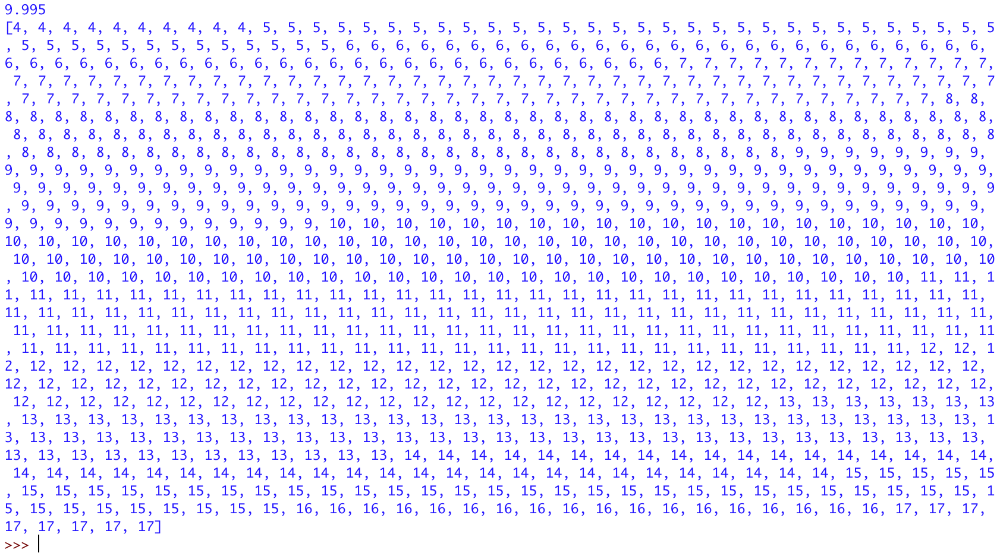 9.995
[4, 4, 4, 4, 4, 4, 4, 4, 4, 4, 5, 5, 5, 5, 5, 5, 5, 5, 5, 5, 5, 5, 5, 5, 5, 5, 5, 5, 5, 5, 5, 5, 5, 5, 5, 5, 5, 5, 5, 5
, 5, 5, 5, 5, 5, 5, 5, 5, 5, 5, 5, 5, 5, 6, 6, 6, 6, 6, 6, 6, 6, 6, 6, 6, 6, 6, 6, 6, 6, 6, 6, 6, 6, 6, 6, 6, 6, 6, 6,
6, 6, 6, 6, 6, 6, 6, 6, 6, 6, 6, 6, 6, 6, 6, 6, 6, 6, 6, 6, 6, 6, 6, 6, 6, 6, 6, 7, 7, 7, 7, 7, 7, 7, 7, 7, 7, 7, 7, 7,
7, 7, 7, 7, 7, 7, 7, 7, 7, 7, 7, 7, 7, 7, 7, 7, 7, 7, 7, 7, 7, 7, 7, 7, 7, 7, 7, 7, 7, 7, 7, 7, 7, 7, 7, 7, 7, 7, 7, 7
, 7, 7, 7, 7, 7, 7, 7, 7, 7, 7, 7, 7, 7, 7, 7, 7, 7, 7, 7, 7, 7, 7, 7, 7, 7, 7, 7, 7, 7, 7, 7, 7, 7, 7, 7, 7, 7, 8, 8,
8, 8, 8, 8, 8, 8, 8, 8, 8, 8, 8, 8, 8, 8, 8, 8, 8, 8, 8, 8, 8, 8, 8, 8, 8, 8, 8, 8, 8, 8, 8, 8, 8, 8, 8, 8, 8, 8, 8, 8,
8, 8, 8, 8, 8, 8, 8, 8, 8, 8, 8, 8, 8, 8, 8, 8, 8, 8, 8, 8, 8, 8, 8, 8, 8, 8, 8, 8, 8, 8, 8, 8, 8, 8, 8, 8, 8, 8, 8, 8
, 8, 8, 8, 8, 8, 8, 8, 8, 8, 8, 8, 8, 8, 8, 8, 8, 8, 8, 8, 8, 8, 8, 8, 8, 8, 8, 8, 8, 8, 8, 8, 9, 9, 9, 9, 9, 9, 9, 9,
9, 9, 9, 9, 9, 9, 9, 9, 9, 9, 9, 9, 9, 9, 9, 9, 9, 9, 9, 9, 9, 9, 9, 9, 9, 9, 9, 9, 9, 9, 9, 9, 9, 9, 9, 9, 9, 9, 9, 9,
9, 9, 9, 9, 9, 9, 9, 9, 9, 9, 9, 9, 9, 9, 9, 9, 9, 9, 9, 9, 9, 9, 9, 9, 9, 9, 9, 9, 9, 9, 9, 9, 9, 9, 9, 9, 9, 9, 9, 9
, 9, 9, 9, 9, 9, 9, 9, 9, 9, 9, 9, 9, 9, 9, 9, 9, 9, 9, 9, 9, 9, 9, 9, 9, 9, 9, 9, 9, 9, 9, 9, 9, 9, 9, 9, 9, 9, 9, 9,
9, 9, 9, 9, 9, 9, 9, 9, 9, 9, 9, 9, 9, 10, 10, 10, 10, 10, 10, 10, 10, 10, 10, 10, 10, 10, 10, 10, 10, 10, 10, 10, 10,
10, 10, 10, 10, 10, 10, 10, 10, 10, 10, 10, 10, 10, 10, 10, 10, 10, 10, 10, 10, 10, 10, 10, 10, 10, 10, 10, 10, 10, 10,
10, 10, 10, 10, 10, 10, 10, 10, 10, 10, 10, 10, 10, 10, 10, 10, 10, 10, 10, 10, 10, 10, 10, 10, 10, 10, 10, 10, 10, 10
, 10, 10, 10, 10, 10, 10, 10, 10, 10, 10, 10, 10, 10, 10, 10, 10, 10, 10, 10, 10, 10, 10, 10, 10, 10, 10, 10, 11, 11, 1
1, 11, 11, 11, 11, 11, 11, 11, 11, 11, 11, 11, 11, 11, 11, 11, 11, 11, 11, 11, 11, 11, 11, 11, 11, 11, 11, 11, 11, 11,
11, 11, 11, 11, 11, 11, 11, 11, 11, 11, 11, 11, 11, 11, 11, 11, 11, 11, 11, 11, 11, 11, 11, 11, 11, 11, 11, 11, 11, 11,
11, 11, 11, 11, 11, 11, 11, 11, 11, 11, 11, 11, 11, 11, 11, 11, 11, 11, 11, 11, 11, 11, 11, 11, 11, 11, 11, 11, 11, 11
, 11, 11, 11, 11, 11, 11, 11, 11, 11, 11, 11, 11, 11, 11, 11, 11, 11, 11, 11, 11, 11, 11, 11, 11, 11, 11, 11, 12, 12, 1
2, 12, 12, 12, 12, 12, 12, 12, 12, 12, 12, 12, 12, 12, 12, 12, 12, 12, 12, 12, 12, 12, 12, 12, 12, 12, 12, 12, 12, 12,
12, 12, 12, 12, 12, 12, 12, 12, 12, 12, 12, 12, 12, 12, 12, 12, 12, 12, 12, 12, 12, 12, 12, 12, 12, 12, 12, 12, 12, 12,
12, 12, 12, 12, 12, 12, 12, 12, 12, 12, 12, 12, 12, 12, 12, 12, 12, 12, 12, 12, 12, 12, 12, 13, 13, 13, 13, 13, 13, 13
, 13, 13, 13, 13, 13, 13, 13, 13, 13, 13, 13, 13, 13, 13, 13, 13, 13, 13, 13, 13, 13, 13, 13, 13, 13, 13, 13, 13, 13, 1
3, 13, 13, 13, 13, 13, 13, 13, 13, 13, 13, 13, 13, 13, 13, 13, 13, 13, 13, 13, 13, 13, 13, 13, 13, 13, 13, 13, 13, 13,
13, 13, 13, 13, 13, 13, 13, 13, 13, 13, 13, 13, 14, 14, 14, 14, 14, 14, 14, 14, 14, 14, 14, 14, 14, 14, 14, 14, 14, 14,
14, 14, 14, 14, 14, 14, 14, 14, 14, 14, 14, 14, 14, 14, 14, 14, 14, 14, 14, 14, 14, 14, 14, 14, 14, 15, 15, 15, 15, 15
, 15, 15, 15, 15, 15, 15, 15, 15, 15, 15, 15, 15, 15, 15, 15, 15, 15, 15, 15, 15, 15, 15, 15, 15, 15, 15, 15, 15, 15, 1
5, 15, 15, 15, 15, 15, 15, 15, 15, 16, 16, 16, 16, 16, 16, 16, 16, 16, 16, 16, 16, 16, 16, 16, 16, 16, 16, 17, 17, 17,
17, 17, 17, 17, 17]
>>>